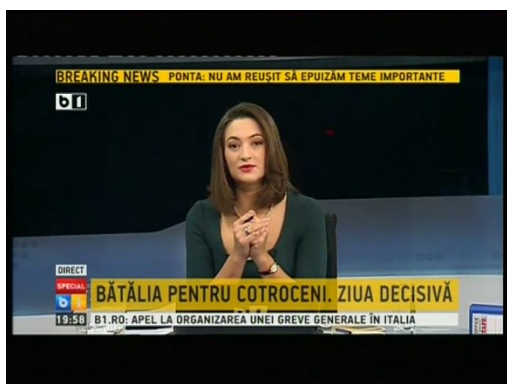 BREAKING NEWS PONTA: NU AM REUȘIT SĂ EPUIZĂM TEME IMPORTANTE
b1
DIRECT
SPECIAL
b1
BĂTĂLIA PENTRU COTROCENI. ZIUA DECISIVĂ
19:58 B1.RO: APEL LA ORGANIZAREA UNEI GREVE GENERALE ÎN ITALIA